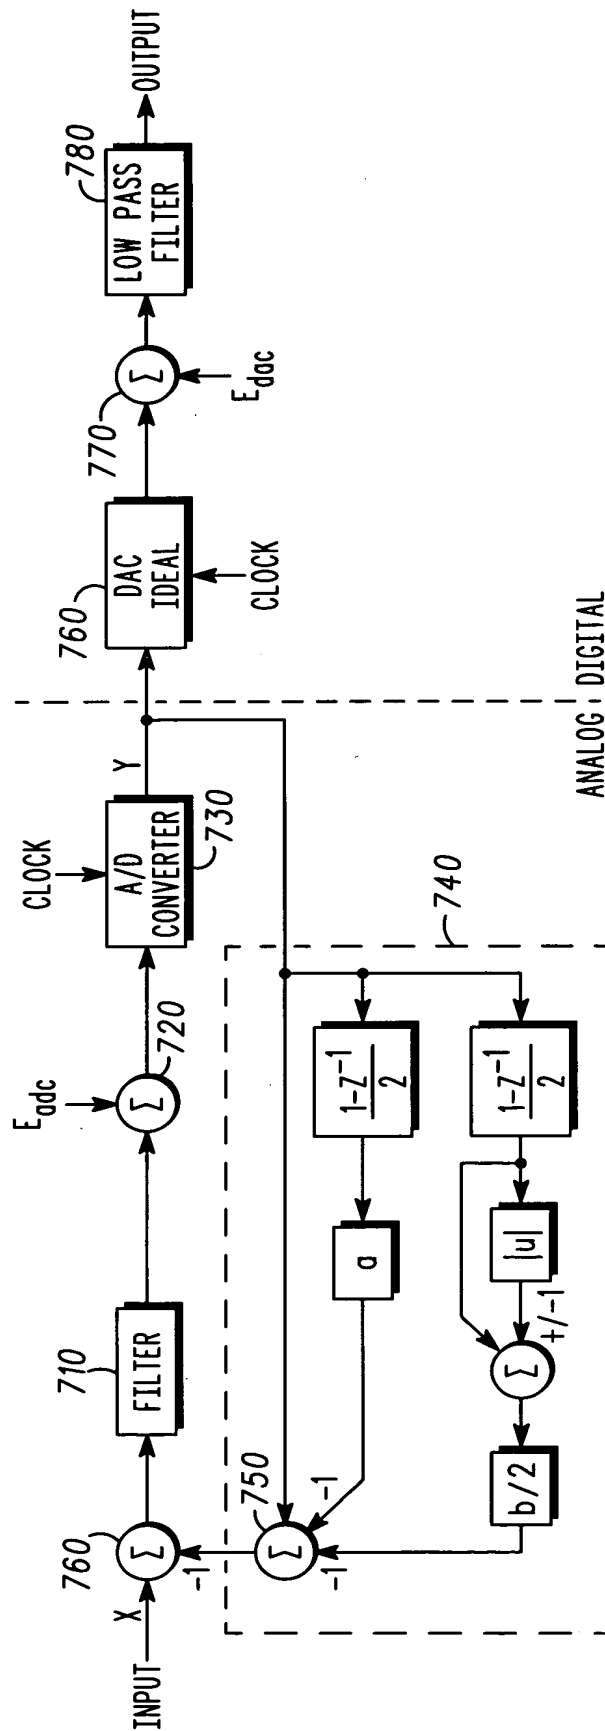 INPUT
X
760
-1
Σ
710
FILTER
E_adc
Σ
720
CLOCK
A/D
CONVERTER
730
Y
760
DAC
IDEAL
CLOCK
770
Σ
E_dac
780
LOW PASS
FILTER
OUTPUT
ANALOG
DIGITAL
740
750
Σ
-1
-1
a
1-Z^{-1}
2
b/2
Σ
+/-1
|u|
1-Z^{-1}
2